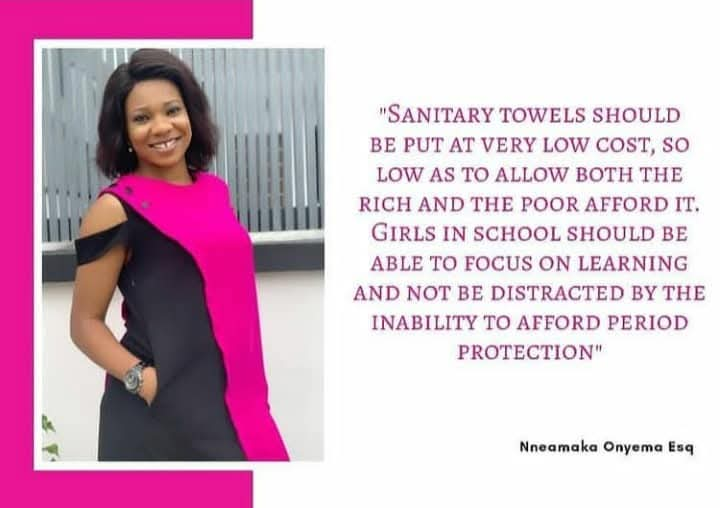 "SANITARY TOWELS SHOULD
BE PUT AT VERY LOW COST, SO
LOW AS TO ALLOW BOTH THE
RICH AND THE POOR AFFORD IT.
GIRLS IN SCHOOL SHOULD BE
ABLE TO FOCUS ON LEARNING
AND NOT BE DISTRACTED BY THE
INABILITY TO AFFORD PERIOD
PROTECTION"
Nneamaka Onyema Esq